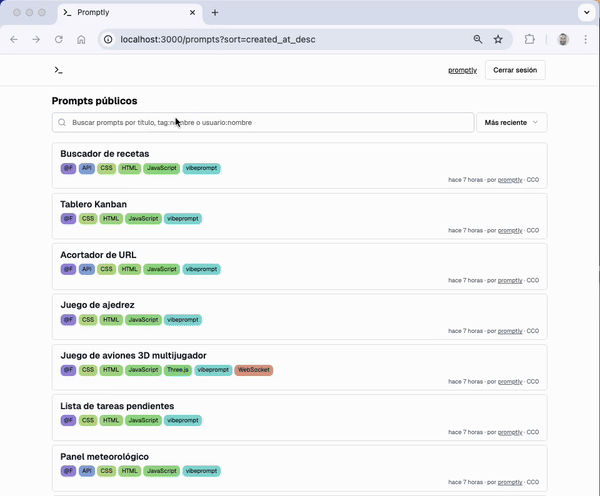 Promptly
localhost:3000/prompts?sort=created_at_desc
promptly
Cerrar sesión
Prompts públicos
Buscar prompts por título, tag:nombre o usuario:nombre
Más reciente
Buscador de recetas
@F API CSS HTML JavaScript vibeprompt
hace 7 horas · por promptly · CC0
Tablero Kanban
@F CSS HTML JavaScript vibeprompt
hace 7 horas · por promptly · CC0
Acortador de URL
@F API CSS HTML JavaScript vibeprompt
hace 7 horas · por promptly · CC0
Juego de ajedrez
@F CSS HTML JavaScript vibeprompt
hace 7 horas · por promptly · CC0
Juego de aviones 3D multijugador
@F CSS HTML JavaScript Three.js vibeprompt WebSocket
hace 7 horas · por promptly · CC0
Lista de tareas pendientes
@F CSS HTML JavaScript vibeprompt
hace 7 horas · por promptly · CC0
Panel meteorológico
@F API CSS HTML JavaScript vibeprompt
hace 7 horas · por promptly · CC0